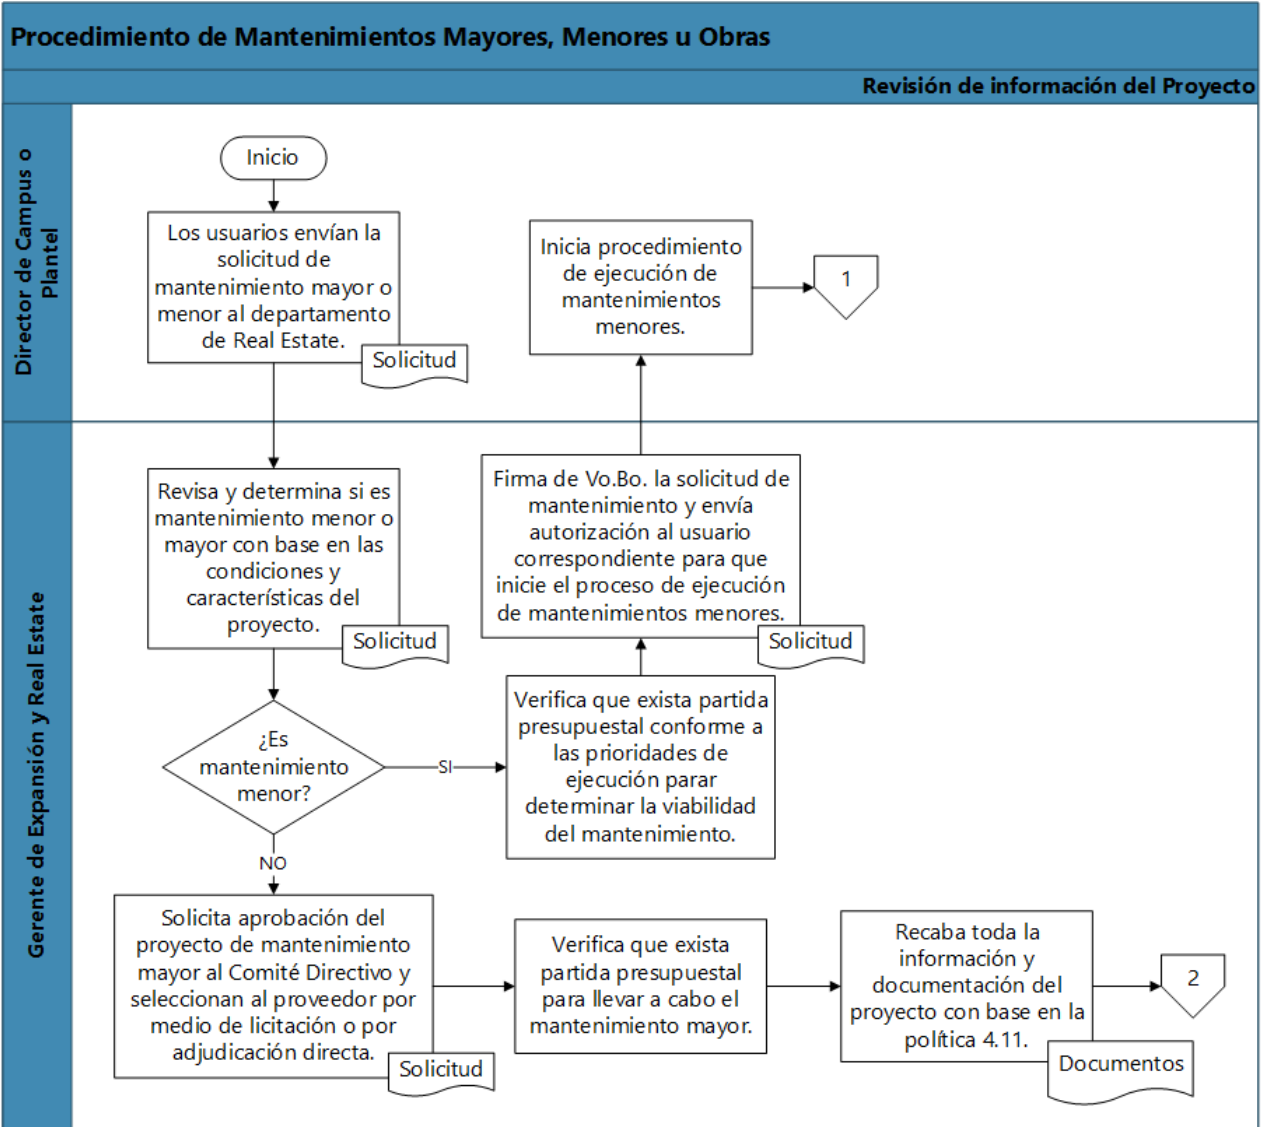 Procedimiento de Mantenimientos Mayores, Menores u Obras
Revisión de información del Proyecto
Director de Campus o
Plantel
Inicio
Los usuarios envían la
solicitud de
mantenimiento mayor o
menor al departamento
de Real Estate.
Solicitud
Inicia procedimiento
de ejecución de
mantenimientos
menores.
1
Gerente de Expansión y Real Estate
Revisa y determina si es
mantenimiento menor o
mayor con base en las
condiciones y
características del
proyecto.
Solicitud
Firma de Vo.Bo. la solicitud de
mantenimiento y envía
autorización al usuario
correspondiente para que
inicie el proceso de ejecución
de mantenimientos menores.
Solicitud
¿Es
mantenimiento
menor?
SI
Verifica que exista partida
presupuestal conforme a
las prioridades de
ejecución parar
determinar la viabilidad
del mantenimiento.
NO
Solicita aprobación del
proyecto de mantenimiento
mayor al Comité Directivo y
seleccionan al proveedor por
medio de licitación o por
adjudicación directa.
Solicitud
Verifica que exista
partida presupuestal
para llevar a cabo el
mantenimiento mayor.
Recaba toda la
información y
documentación del
proyecto con base en la
política 4.11.
Documentos
2